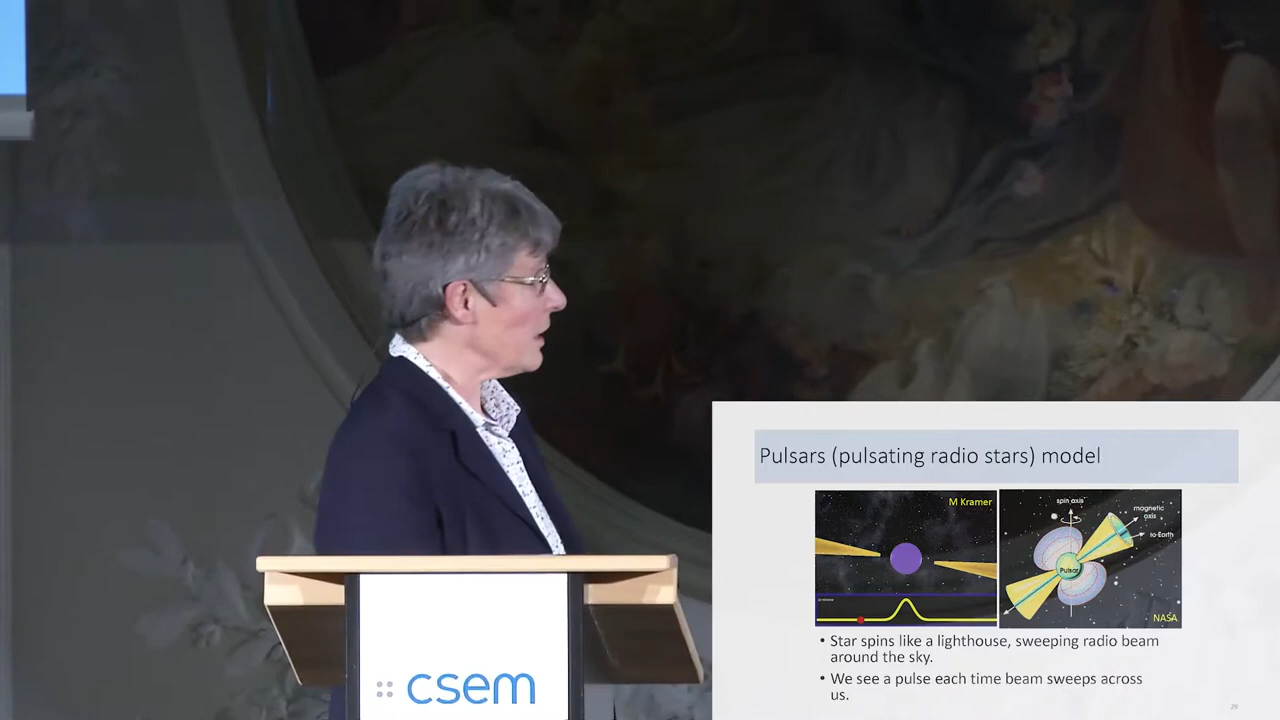 Pulsars (pulsating radio stars) model
M Kramer
spin axis
magnetic
axis
to Earth
Pulsar
NASA
• Star spins like a lighthouse, sweeping radio beam
around the sky.
• We see a pulse each time beam sweeps across
us.
29
csem